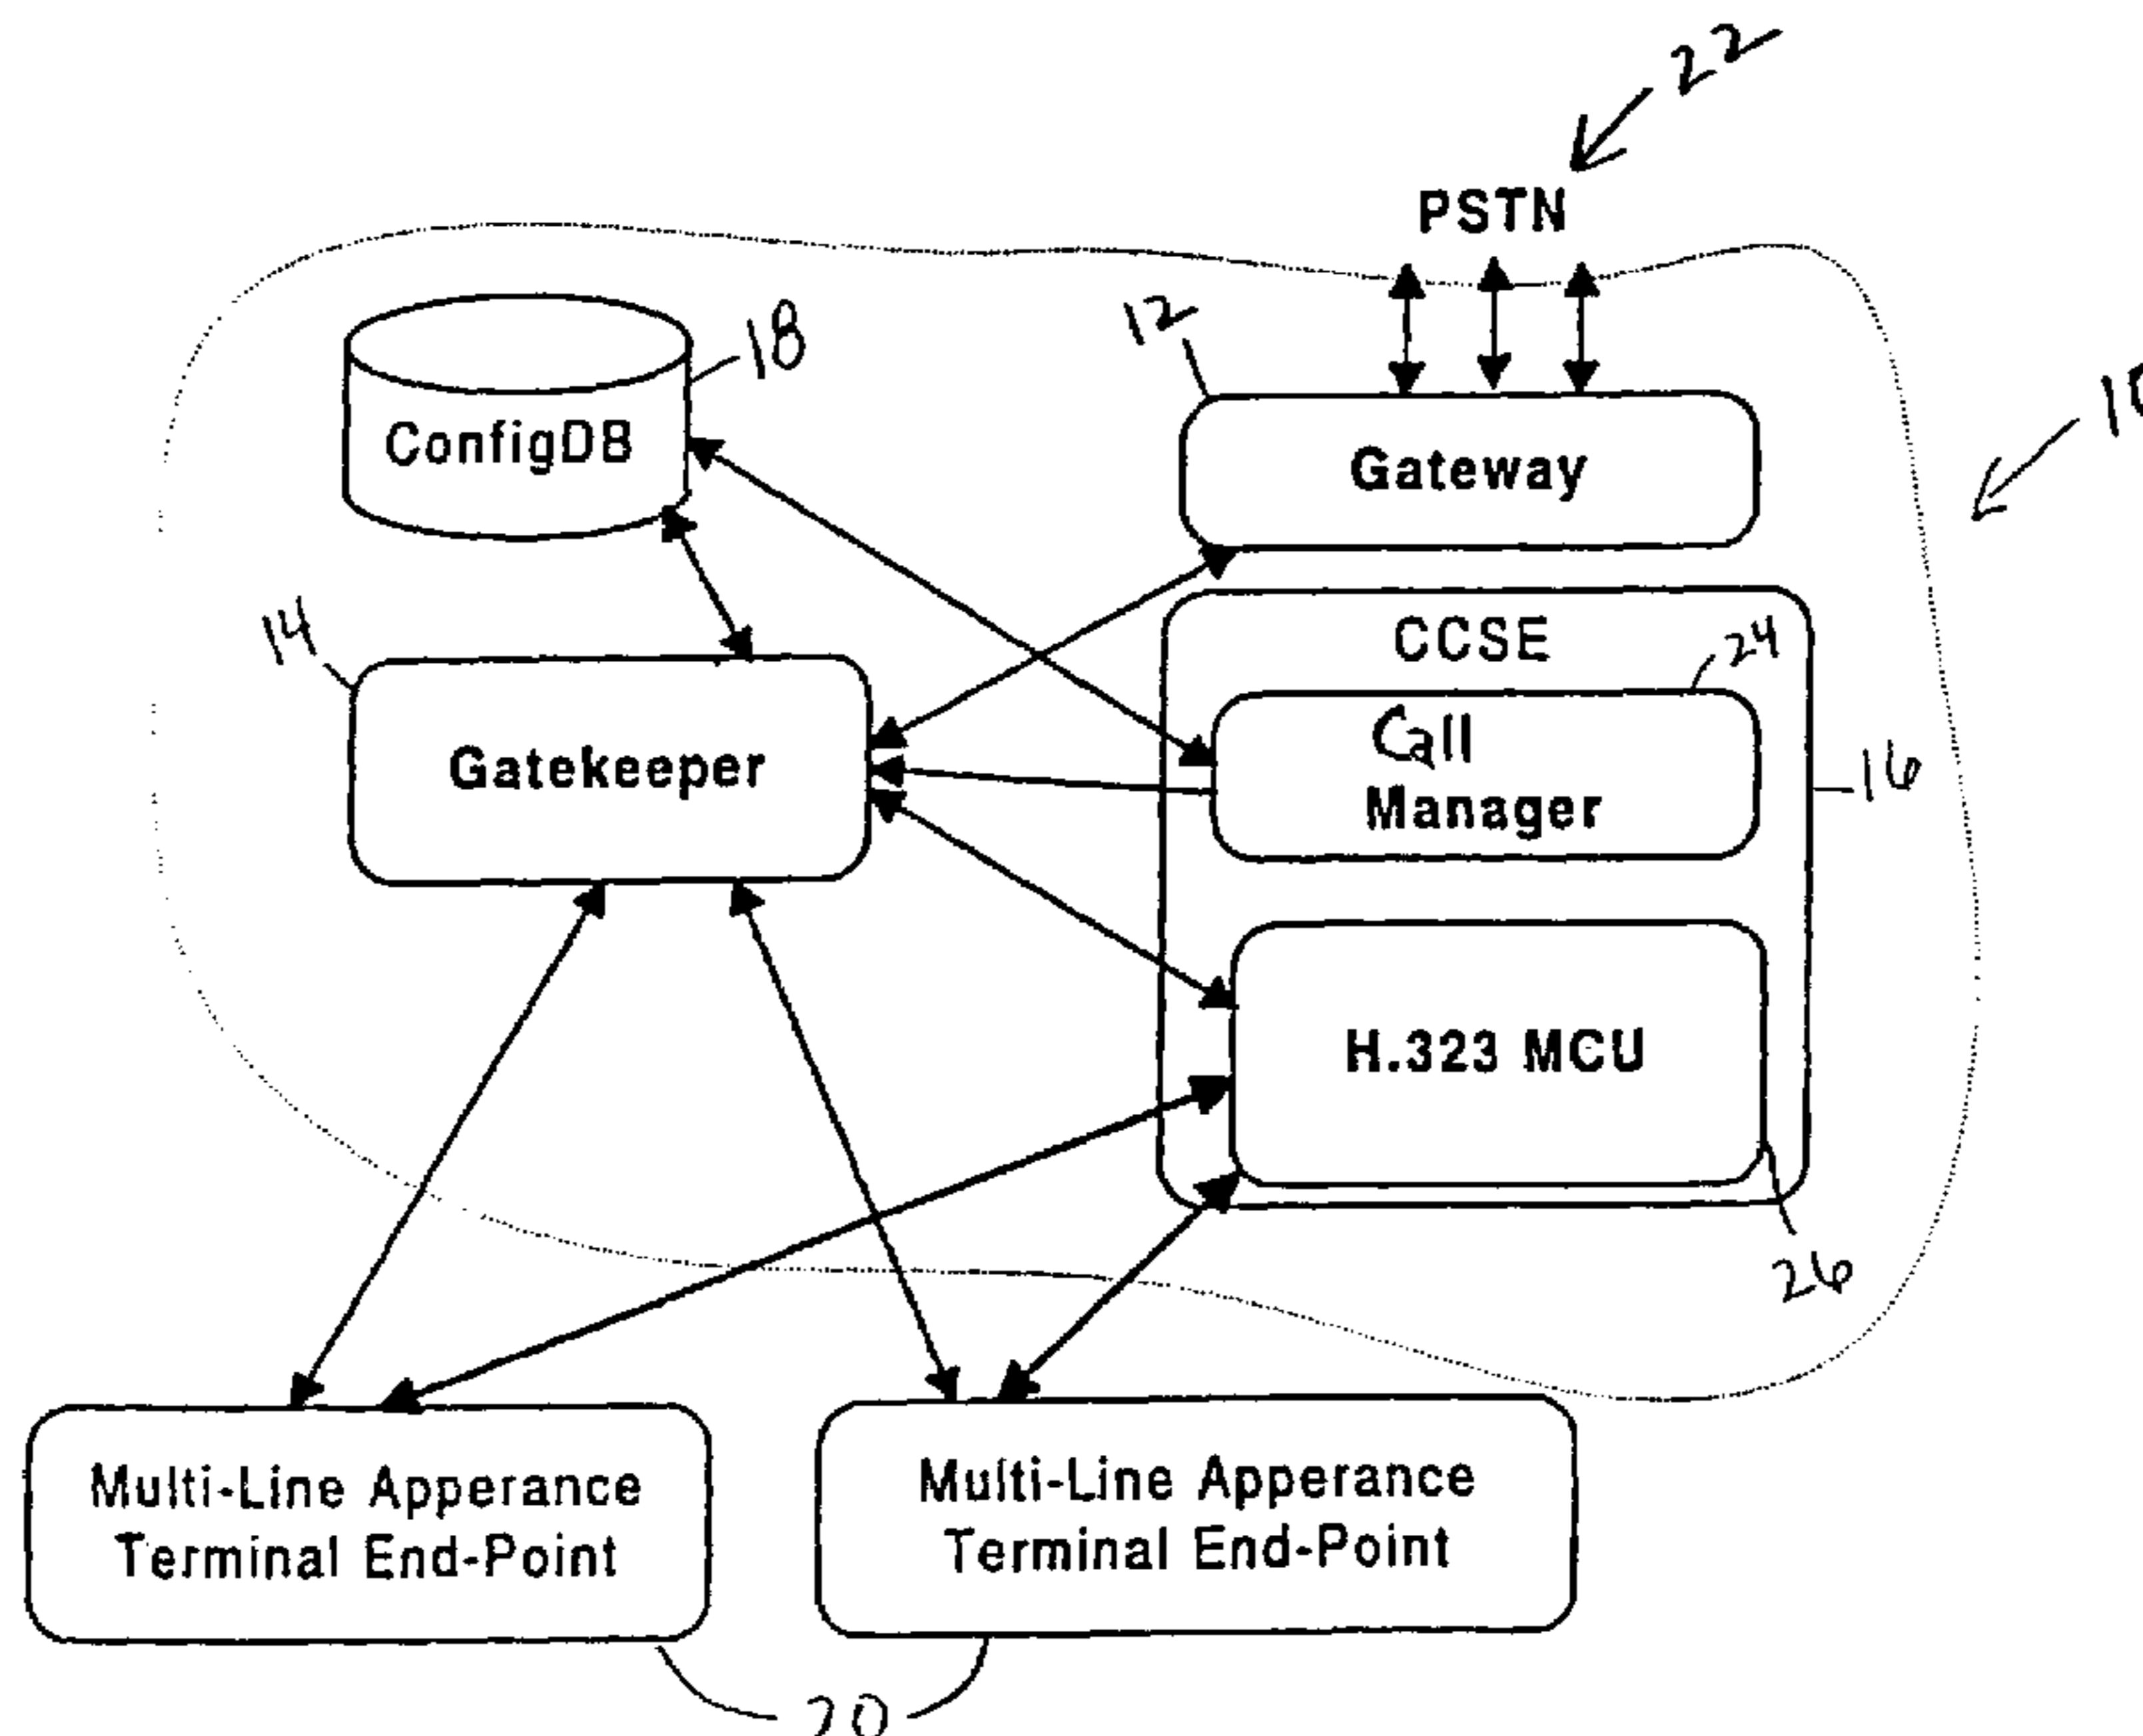 22
PSTN
12
18
ConfigDB
Gateway
10
14
CCSE
24
Gatekeeper
Call
Manager
16
H.323 MCU
26
Multi-Line Apperance
Terminal End-Point
Multi-Line Apperance
Terminal End-Point
20